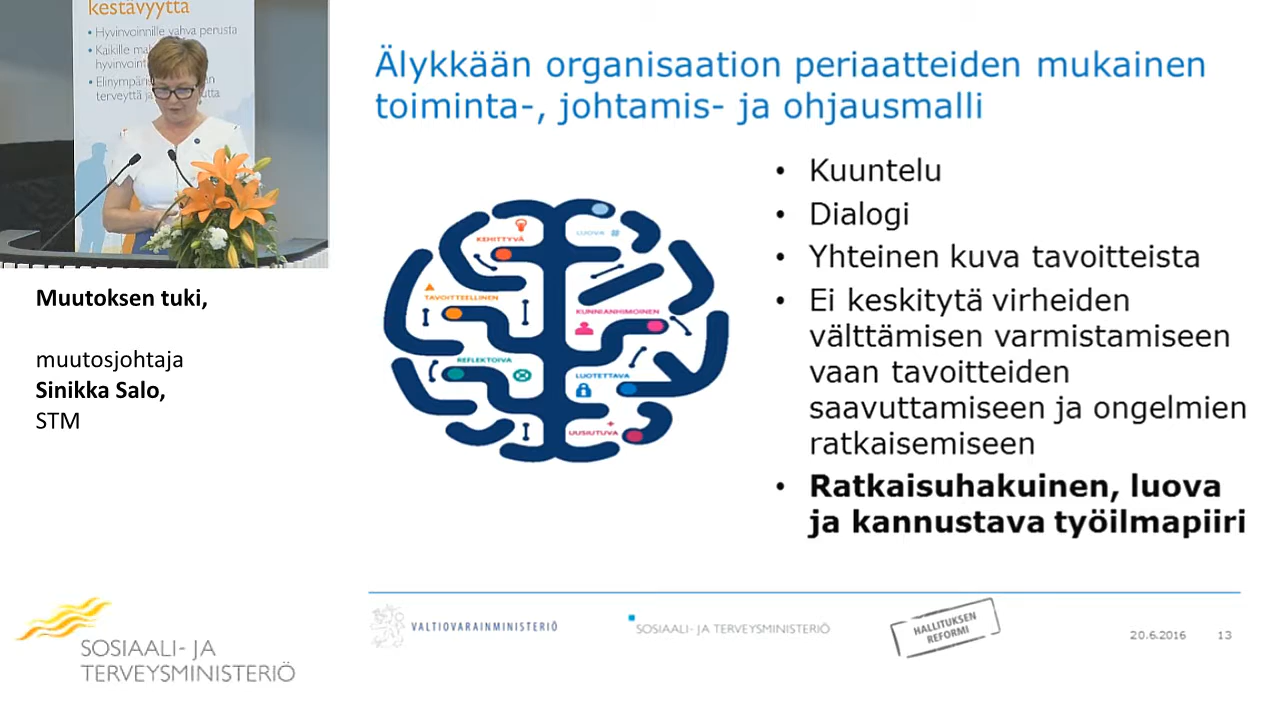 kestävyyttä
• Hyvinvoinnille vahva perusta
• Kaikille
hyvinvoint
•
terveyttä
Muutoksen tuki,
muutosjohtaja
Sinikka Salo,
STM
SOSIAALI- JA
TERVEYSMINISTERIÖ
Älykkään organisaation periaatteiden mukainen
toiminta-, johtamis- ja ohjausmalli
KEHITTYVÄ
LUOVA
TAVOITTEELLINEN
KUNNIANHIMOINEN
REFLEKTOIVA
LUOTETTAVA
UUSIUTUVA
• Kuuntelu
• Dialogi
• Yhteinen kuva tavoitteista
• Ei keskitytä virheiden
välttämisen varmistamiseen
vaan tavoitteiden
saavuttamiseen ja ongelmien
ratkaisemiseen
• Ratkaisuhakuinen, luova
ja kannustava työilmapiiri
VALTIOVARAINMINISTERIÖ
SOSIAALI- JA TERVEYSMINISTERIÖ
HALLITUKSEN
REFORMI
20.6.2016
13